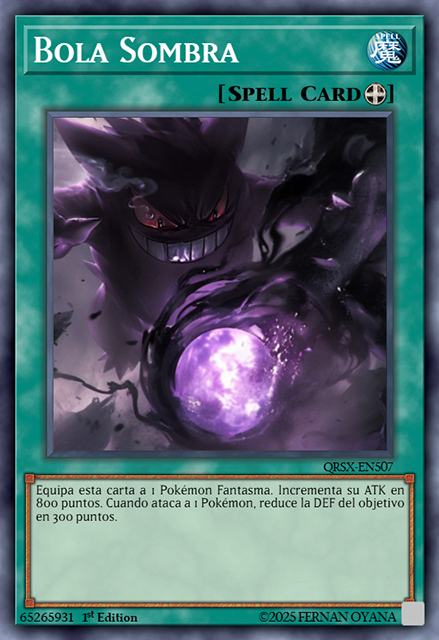 Bola Sombra
SPELL
魔
[Spell Card]
QRSX-EN507
Equipa esta carta a 1 Pokémon Fantasma. Incrementa su ATK en
800 puntos. Cuando ataca a 1 Pokémon, reduce la DEF del objetivo
en 300 puntos.
65265931 1st Edition ©2025 FERNAN OYANA